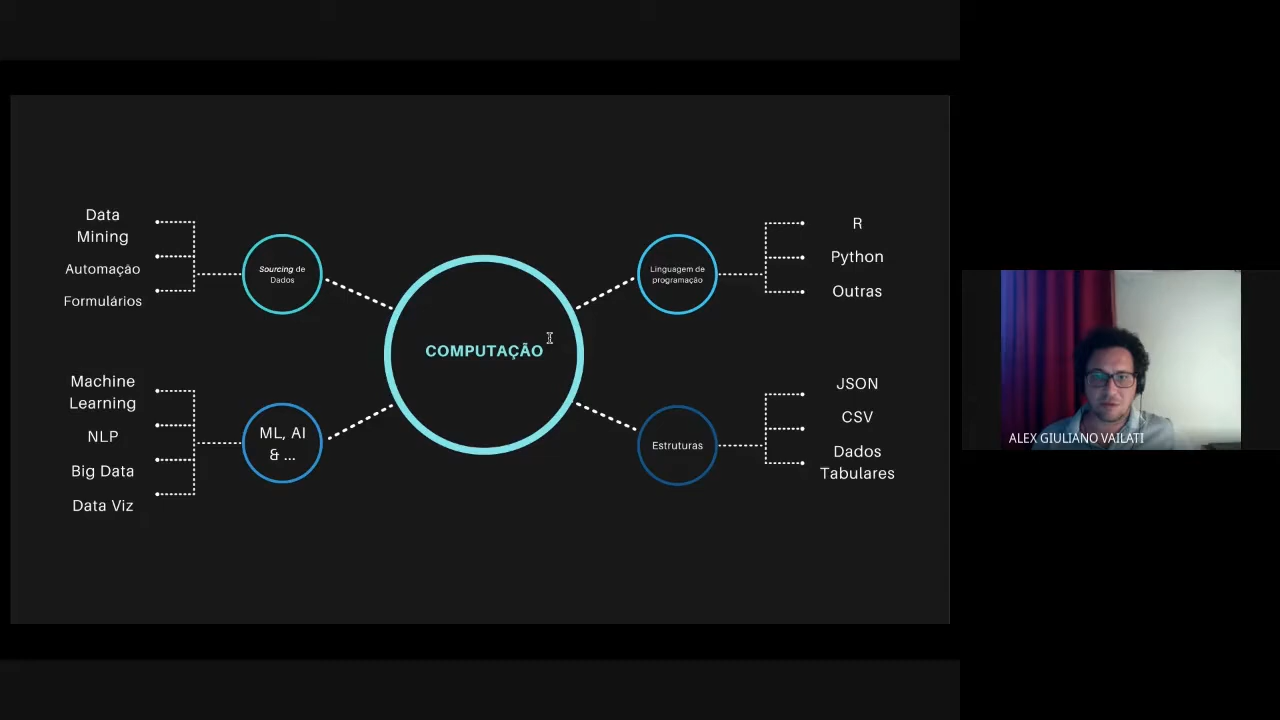 Data
Mining
Automação
Formulários
Sourcing de
Dados
Machine
Learning
NLP
Big Data
Data Viz
ML, AI
& ...
COMPUTAÇÃO
Linguagem de
programação
R
Python
Outras
Estruturas
JSON
CSV
Dados
Tabulares
ALEX GIULIANO VAILATI